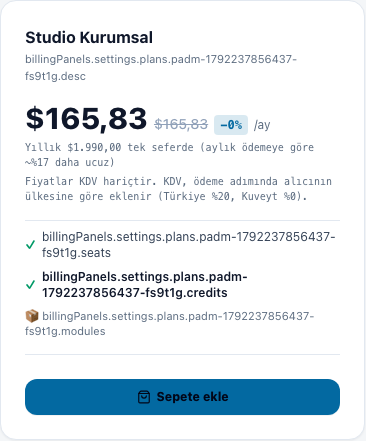 Studio Kurumsal
billingPanels.settings.plans.padm-1792237856437-
fs9t1g.desc
$165,83 $165,83 −0% /ay
Yıllık $1.990,00 tek seferde (aylık ödemeye göre
~%17 daha ucuz)
Fiyatlar KDV hariçtir. KDV, ödeme adımında alıcının
ülkesine göre eklenir (Türkiye %20, Kuveyt %0).
billingPanels.settings.plans.padm-1792237856437-
fs9t1g.seats
billingPanels.settings.plans.padm-
1792237856437-fs9t1g.credits
billingPanels.settings.plans.padm-1792237856437-
fs9t1g.modules
Sepete ekle